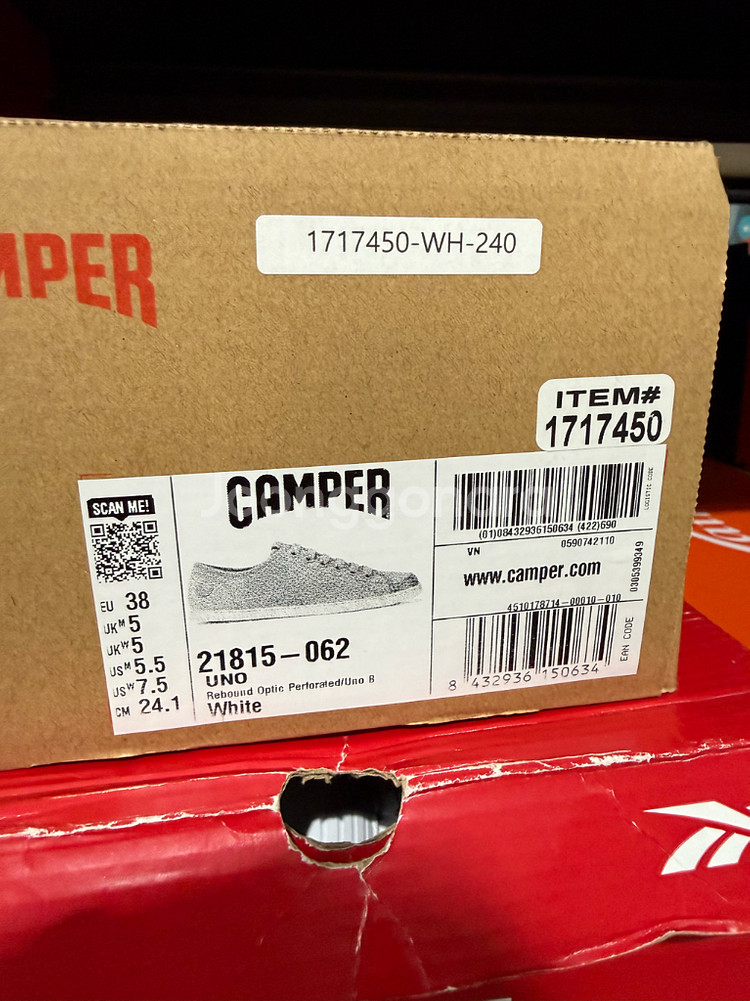 MPER
1717450-WH-240
ITEM#
1717450
SCAN ME!
EU 38
UKM 5
UKW 5
USM 5.5
USW 7.5
CM 24.1
CAMPER
21815-062
UNO
Rebound Optic Perforated/Uno B
White
LOGISTIC CODE
(01)08432936150634 (422)690
VN 0590742110
www.camper.com
0305399349
4510178714-00010-010
EAN CODE
8 432936 150634